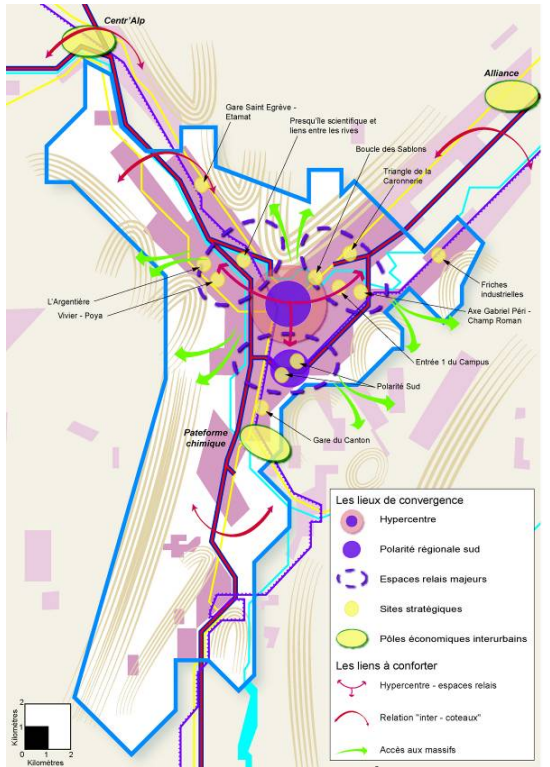 Centr'Alp
Alliance
Gare Saint Egrève -
Etamat
Presqu'île scientifique et
liens entre les rives
Boucle des Sablons
Triangle de la
Caronnerie
L'Argentière
Vivier - Poya
Friches
industrielles
Axe Gabriel Péri -
Champ Roman
Entrée 1 du Campus
Polarité Sud
Gare du Canton
Pateforme
chimique
Les lieux de convergence
Hypercentre
Polarité régionale sud
Espaces relais majeurs
Sites stratégiques
Pôles économiques interurbains
Les liens à conforter
Hypercentre - espaces relais
Relation "inter - coteaux"
Accès aux massifs
2
1
Kilomètres
0 1 2
Kilomètres